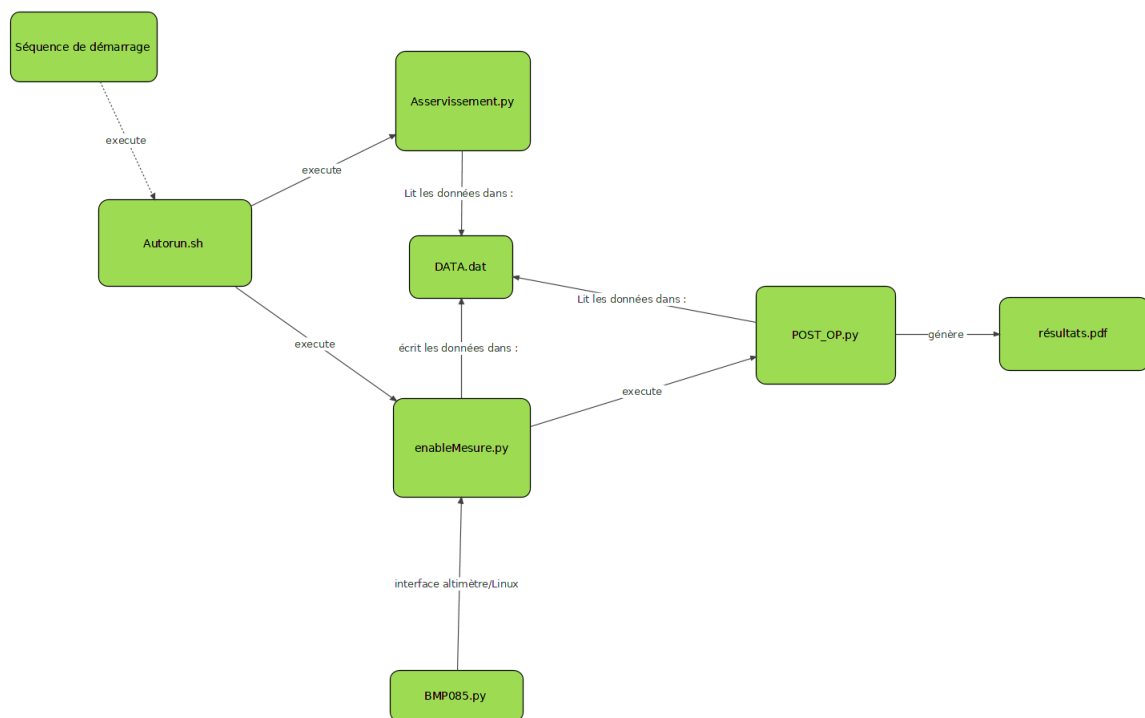 Séquence de démarrage
Asservissement.py
execute
execute
Lit les données dans :
Autorun.sh
DATA.dat
Lit les données dans :
POST_OP.py
génère
résultats.pdf
execute
écrit les données dans :
execute
enableMesure.py
interface altimètre/Linux
BMP085.py